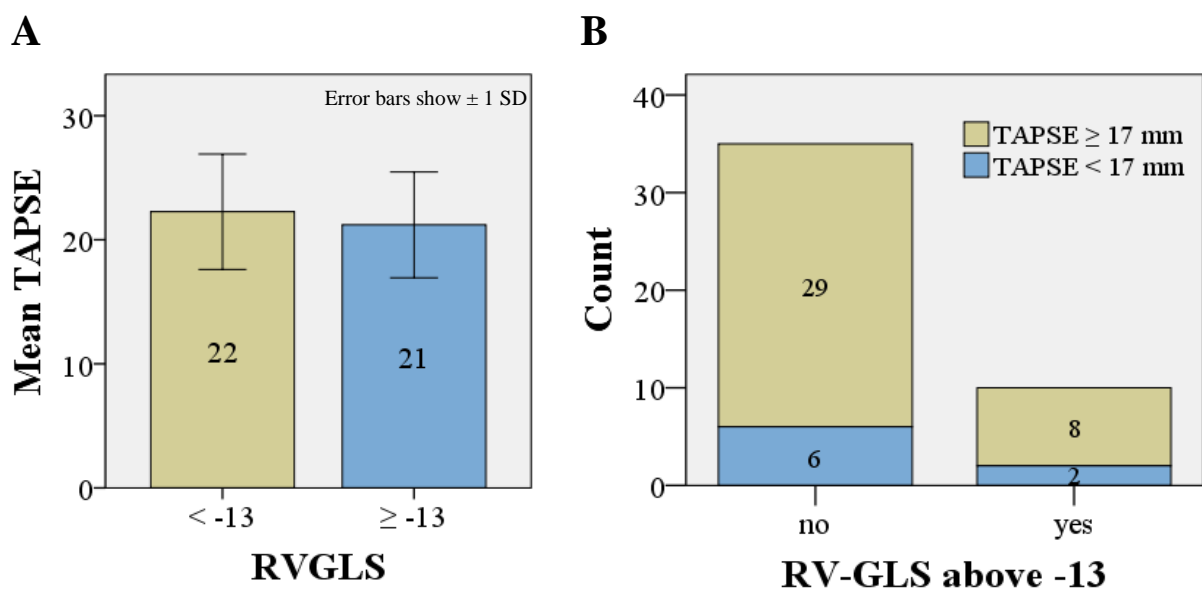 A
Error bars show ± 1 SD
Mean TAPSE
30
20
10
0
22
21
< -13
≥ -13
RVGLS
B
TAPSE ≥ 17 mm
TAPSE < 17 mm
Count
40
30
20
10
0
29
6
8
2
no
yes
RV-GLS above -13